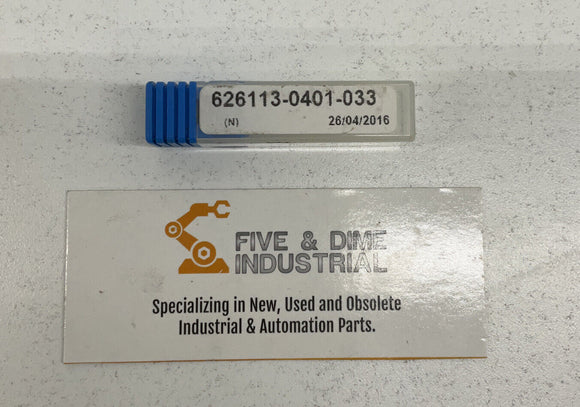 626113-0401-033
(N) 26/04/2016
FIVE & DIME
INDUSTRIAL
Specializing in New, Used and Obsolete
Industrial & Automation Parts.